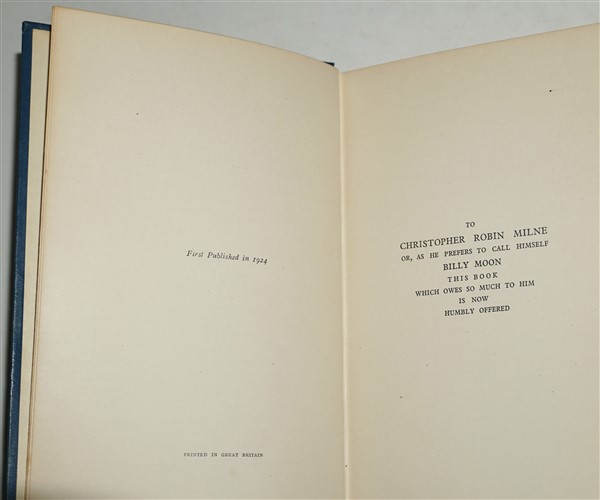 First Published in 1924
PRINTED IN GREAT BRITAIN
TO
CHRISTOPHER ROBIN MILNE
OR, AS HE PREFERS TO CALL HIMSELF
BILLY MOON
THIS BOOK
WHICH OWES SO MUCH TO HIM
IS NOW
HUMBLY OFFERED